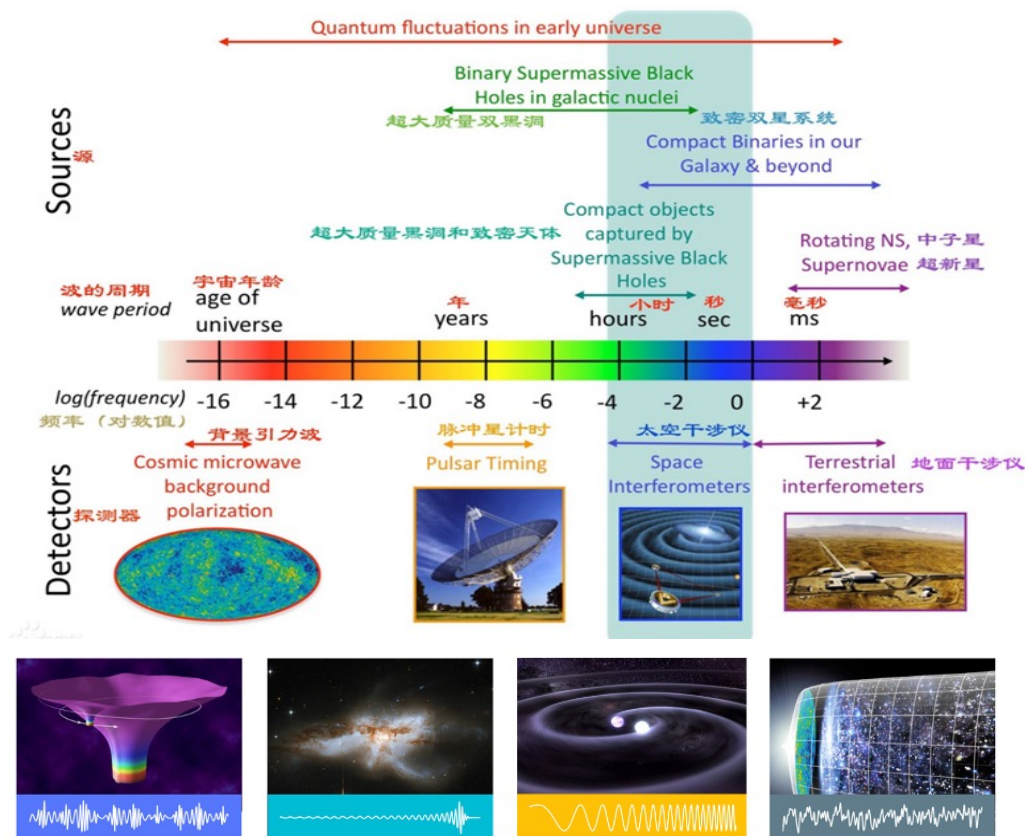 Quantum fluctuations in early universe
Binary Supermassive Black
Holes in galactic nuclei
超大质量双黑洞
致密双星系统
Compact Binaries in our
Galaxy & beyond
Sources
源
超大质量黑洞和致密天体
Compact objects
captured by
Supermassive Black
Holes
Rotating NS, 中子星
Supernovae 超新星
波的周期
wave period
宇宙年龄
age of
universe
年
years
小时
hours
秒
sec
毫秒
ms
log(frequency)
-16 -14 -12 -10 -8 -6 -4 -2 0 +2
频率（对数值）
背景引力波
Cosmic microwave
background
polarization
脉冲星计时
Pulsar Timing
太空干涉仪
Space
Interferometers
Terrestrial 地面干涉仪
interferometers
探测器
Detectors